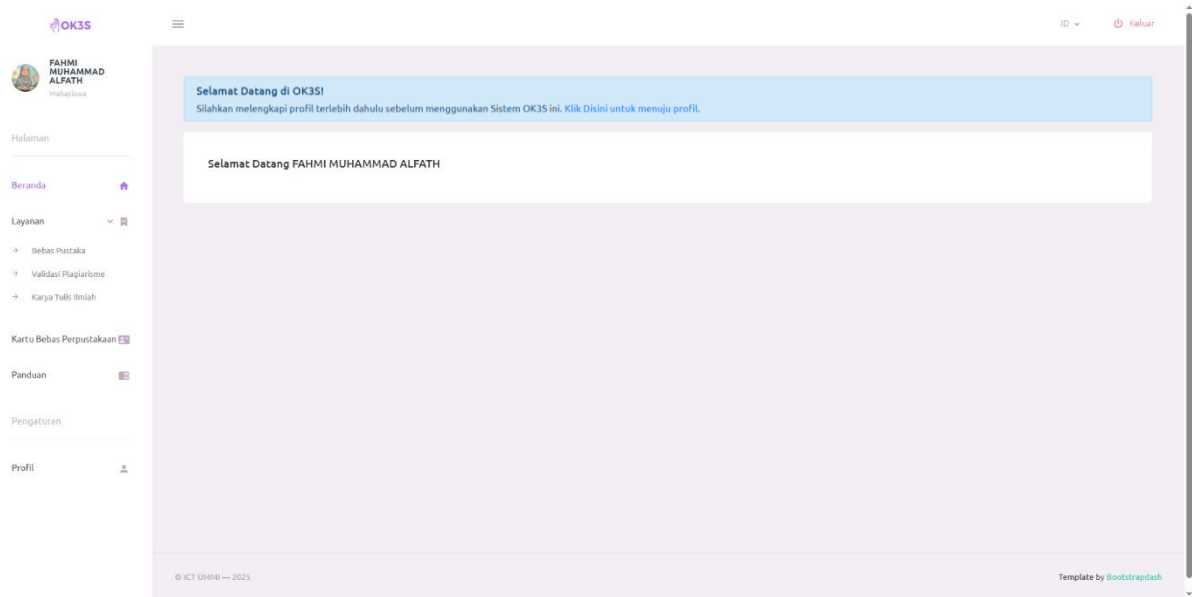 OK3S
ID
Keluar
FAHMI
MUHAMMAD
ALFATH
Mahasiswa
Selamat Datang di OK3S!
Silahkan melengkapi profil terlebih dahulu sebelum menggunakan Sistem OK3S ini. Klik Disini untuk menuju profil.
Halaman
Selamat Datang FAHMI MUHAMMAD ALFATH
Beranda
Layanan
Bebas Pustaka
Validasi Plagiarisme
Karya Tulis Ilmiah
Kartu Bebas Perpustakaan
Panduan
Pengaturan
Profil
© ICT UMMI — 2025
Template by Bootstrapdash